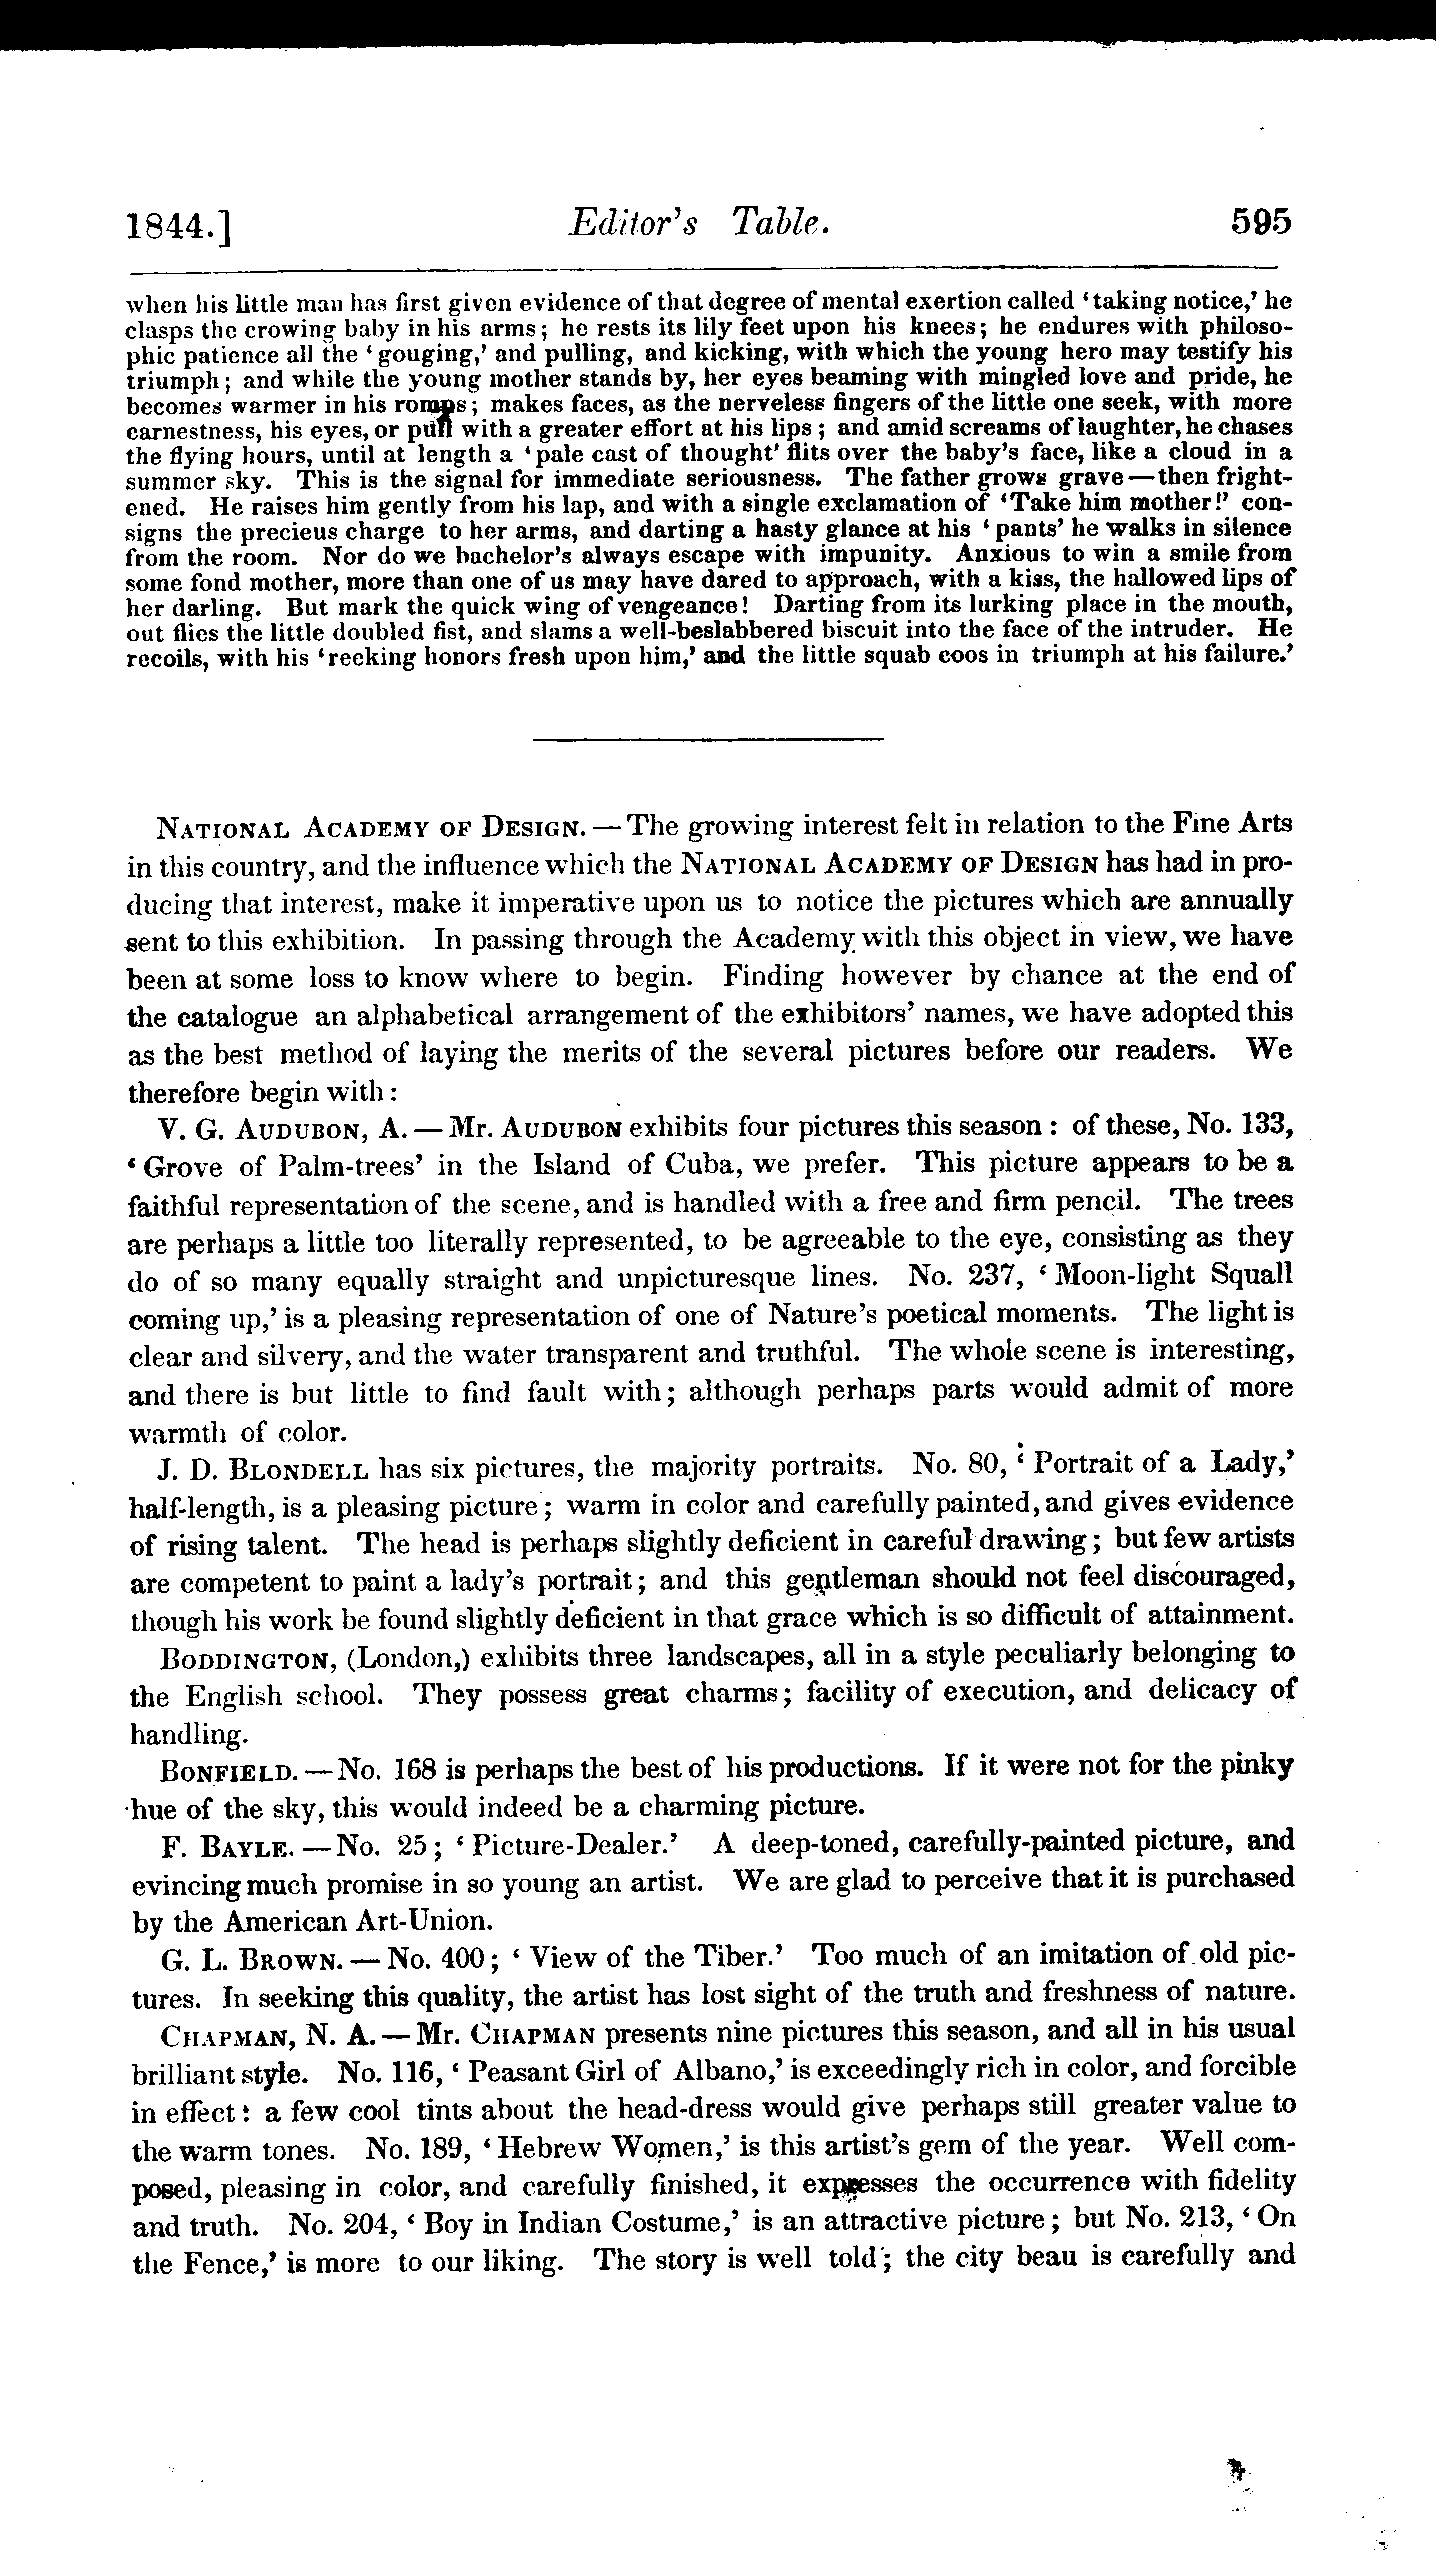 1844.] Editor's Table. 595
when his little man has first given evidence of that degree of mental exertion called 'taking notice,' he
clasps the crowing baby in his arms; he rests its lily feet upon his knees; he endures with philoso-
phic patience all the 'gouging,' and pulling, and kicking, with which the young hero may testify his
triumph; and while the young mother stands by, her eyes beaming with mingled love and pride, he
becomes warmer in his romps; makes faces, as the nerveless fingers of the little one seek, with more
earnestness, his eyes, or pull with a greater effort at his lips; and amid screams of laughter, he chases
the flying hours, until at length a 'pale cast of thought' flits over the baby's face, like a cloud in a
summer sky. This is the signal for immediate seriousness. The father grows grave—then fright-
ened. He raises him gently from his lap, and with a single exclamation of 'Take him mother!' con-
signs the precieus charge to her arms, and darting a hasty glance at his 'pants' he walks in silence
from the room. Nor do we bachelor's always escape with impunity. Anxious to win a smile from
some fond mother, more than one of us may have dared to approach, with a kiss, the hallowed lips of
her darling. But mark the quick wing of vengeance! Darting from its lurking place in the mouth,
out flies the little doubled fist, and slams a well-beslabbered biscuit into the face of the intruder. He
recoils, with his 'reeking honors fresh upon him,' and the little squab coos in triumph at his failure.'
NATIONAL ACADEMY OF DESIGN.—The growing interest felt in relation to the Fine Arts
in this country, and the influence which the NATIONAL ACADEMY OF DESIGN has had in pro-
ducing that interest, make it imperative upon us to notice the pictures which are annually
sent to this exhibition. In passing through the Academy with this object in view, we have
been at some loss to know where to begin. Finding however by chance at the end of
the catalogue an alphabetical arrangement of the exhibitors' names, we have adopted this
as the best method of laying the merits of the several pictures before our readers. We
therefore begin with:
V. G. AUDUBON, A.—Mr. AUDUBON exhibits four pictures this season: of these, No. 133,
'Grove of Palm-trees' in the Island of Cuba, we prefer. This picture appears to be a
faithful representation of the scene, and is handled with a free and firm pencil. The trees
are perhaps a little too literally represented, to be agreeable to the eye, consisting as they
do of so many equally straight and unpicturesque lines. No. 237, 'Moon-light Squall
coming up,' is a pleasing representation of one of Nature's poetical moments. The light is
clear and silvery, and the water transparent and truthful. The whole scene is interesting,
and there is but little to find fault with; although perhaps parts would admit of more
warmth of color.
J. D. BLONDELL has six pictures, the majority portraits. No. 80, 'Portrait of a Lady,'
half-length, is a pleasing picture; warm in color and carefully painted, and gives evidence
of rising talent. The head is perhaps slightly deficient in careful drawing; but few artists
are competent to paint a lady's portrait; and this gentleman should not feel discouraged,
though his work be found slightly deficient in that grace which is so difficult of attainment.
BODDINGTON, (London,) exhibits three landscapes, all in a style peculiarly belonging to
the English school. They possess great charms; facility of execution, and delicacy of
handling.
BONFIELD.—No. 168 is perhaps the best of his productions. If it were not for the pinky
hue of the sky, this would indeed be a charming picture.
F. BAYLE.—No. 25; 'Picture-Dealer.' A deep-toned, carefully-painted picture, and
evincing much promise in so young an artist. We are glad to perceive that it is purchased
by the American Art-Union.
G. L. BROWN.—No. 400; 'View of the Tiber.' Too much of an imitation of old pic-
tures. In seeking this quality, the artist has lost sight of the truth and freshness of nature.
CHAPMAN, N. A.—Mr. CHAPMAN presents nine pictures this season, and all in his usual
brilliant style. No. 116, 'Peasant Girl of Albano,' is exceedingly rich in color, and forcible
in effect: a few cool tints about the head-dress would give perhaps still greater value to
the warm tones. No. 189, 'Hebrew Women,' is this artist's gem of the year. Well com-
posed, pleasing in color, and carefully finished, it expresses the occurrence with fidelity
and truth. No. 204, 'Boy in Indian Costume,' is an attractive picture; but No. 213, 'On
the Fence,' is more to our liking. The story is well told; the city beau is carefully and